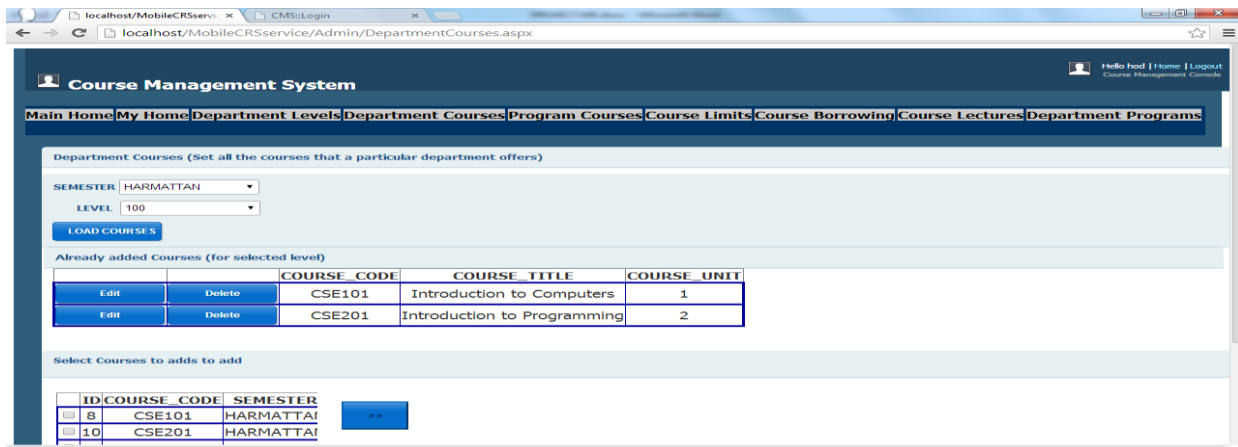 localhost/MobileCRSservi
CMS::Login
localhost/MobileCRSservice/Admin/DepartmentCourses.aspx
Hello hod | Home | Logout
Course Management Console
Course Management System
Main Home My Home Department Levels Department Courses Program Courses Course Limits Course Borrowing Course Lectures Department Programs
Department Courses (Set all the courses that a particular department offers)
SEMESTER HARMATTAN
LEVEL 100
LOAD COURSES
Already added Courses (for selected level)
COURSE_CODE COURSE_TITLE COURSE_UNIT
Edit Delete CSE101 Introduction to Computers 1
Edit Delete CSE201 Introduction to Programming 2
Select Courses to adds to add
ID COURSE_CODE SEMESTER
8 CSE101 HARMATTAN
>>
10 CSE201 HARMATTAN